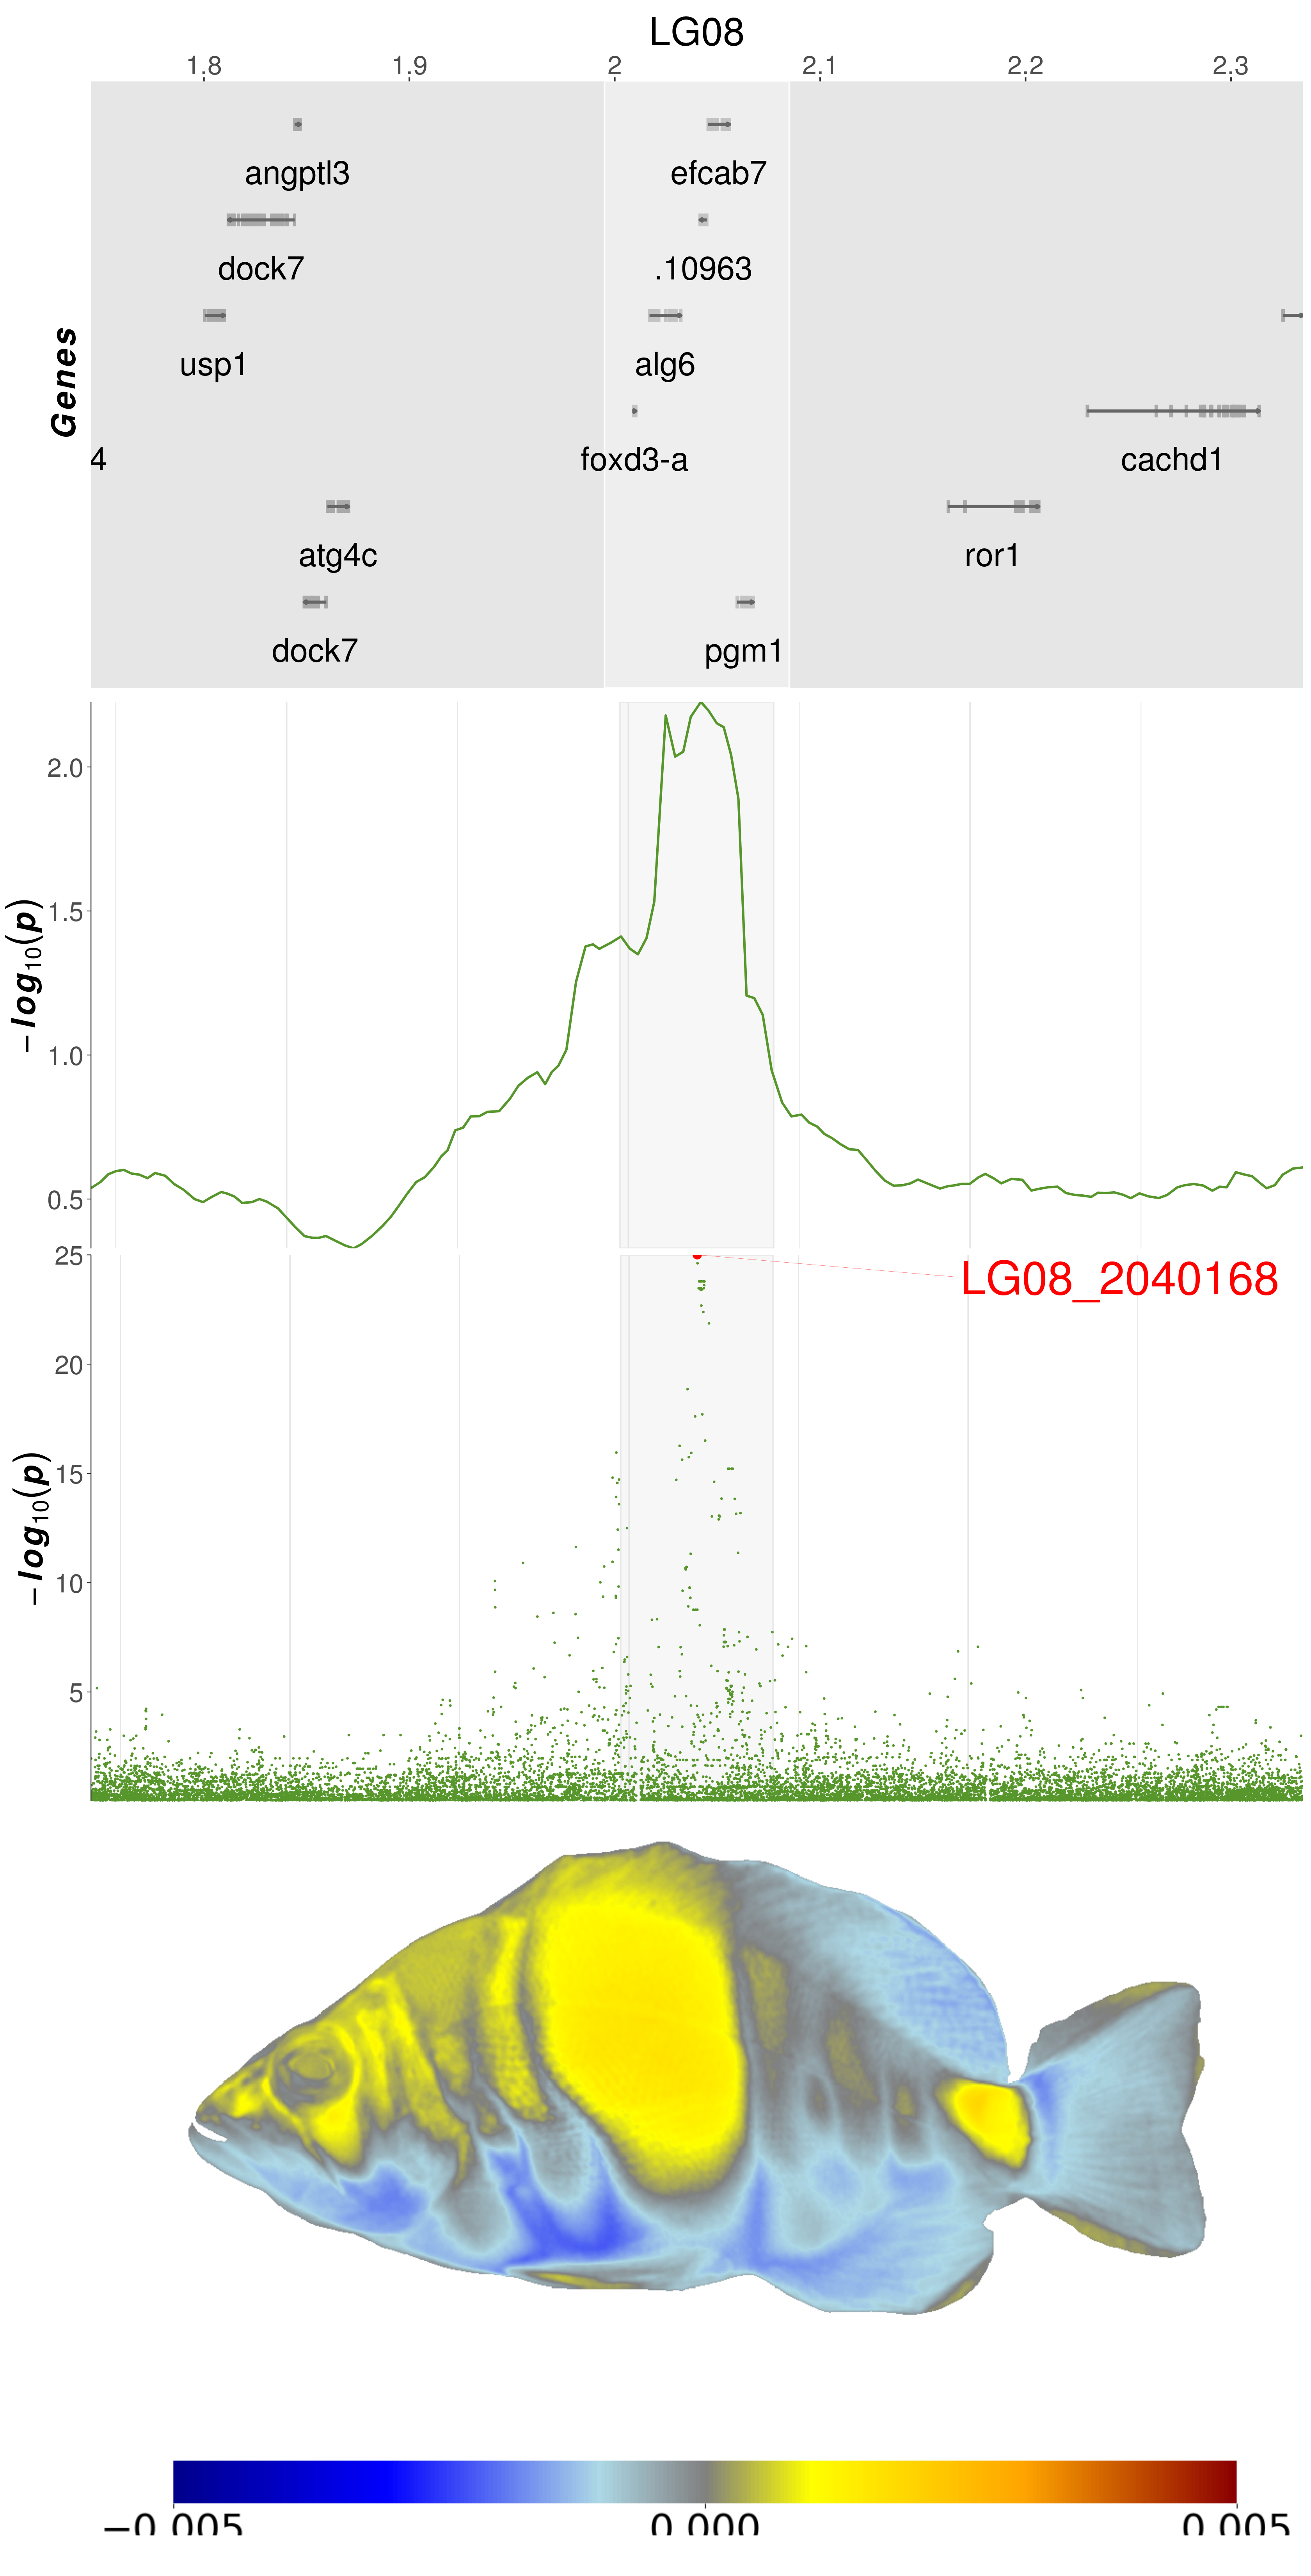 LG08
1.8 1.9 2 2.1 2.2 2.3
angptl3 efcab7
dock7 .10963
usp1 alg6
Genes
4 foxd3-a cachd1
atg4c ror1
dock7 pgm1
2.0
1.5
1.0
0.5
−log10(p)
25
LG08_2040168
20
15
10
5
−log10(p)
−0.005 0.000 0.005